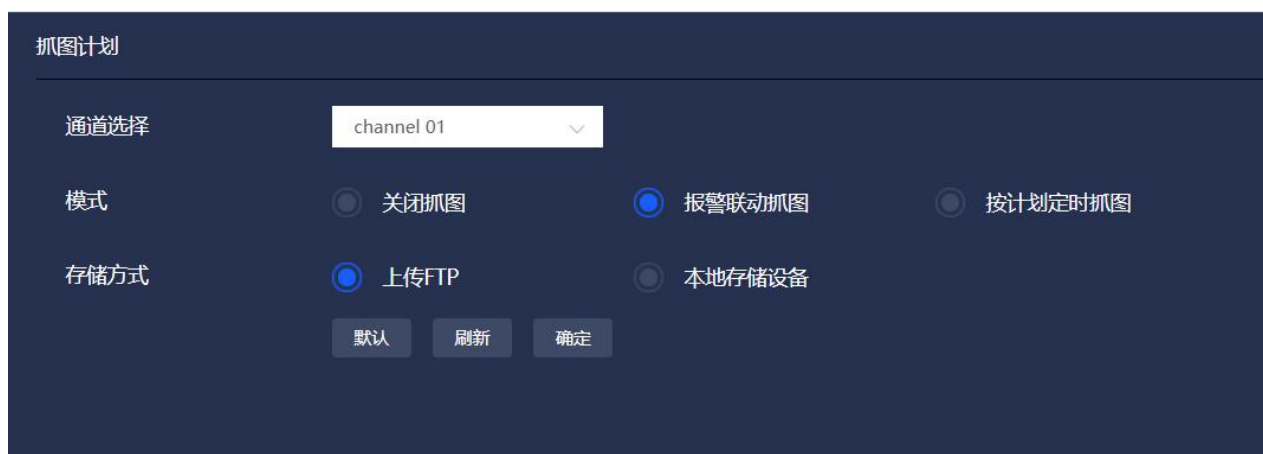 抓图计划
通道选择 channel 01
模式 关闭抓图 报警联动抓图 按计划定时抓图
存储方式 上传FTP 本地存储设备
默认 刷新 确定